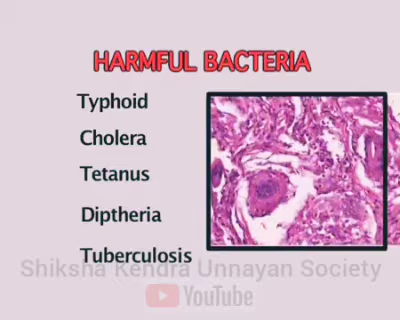 HARMFUL BACTERIA
Typhoid
Cholera
Tetanus
Diptheria
Tuberculosis
Shiksha Kendra Unnayan Society
YouTube